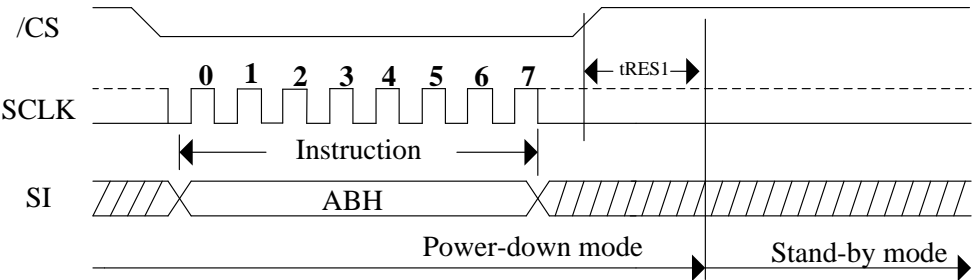 /CS
tRES1
0 1 2 3 4 5 6 7
SCLK
Instruction
SI
ABH
Power-down mode
Stand-by mode